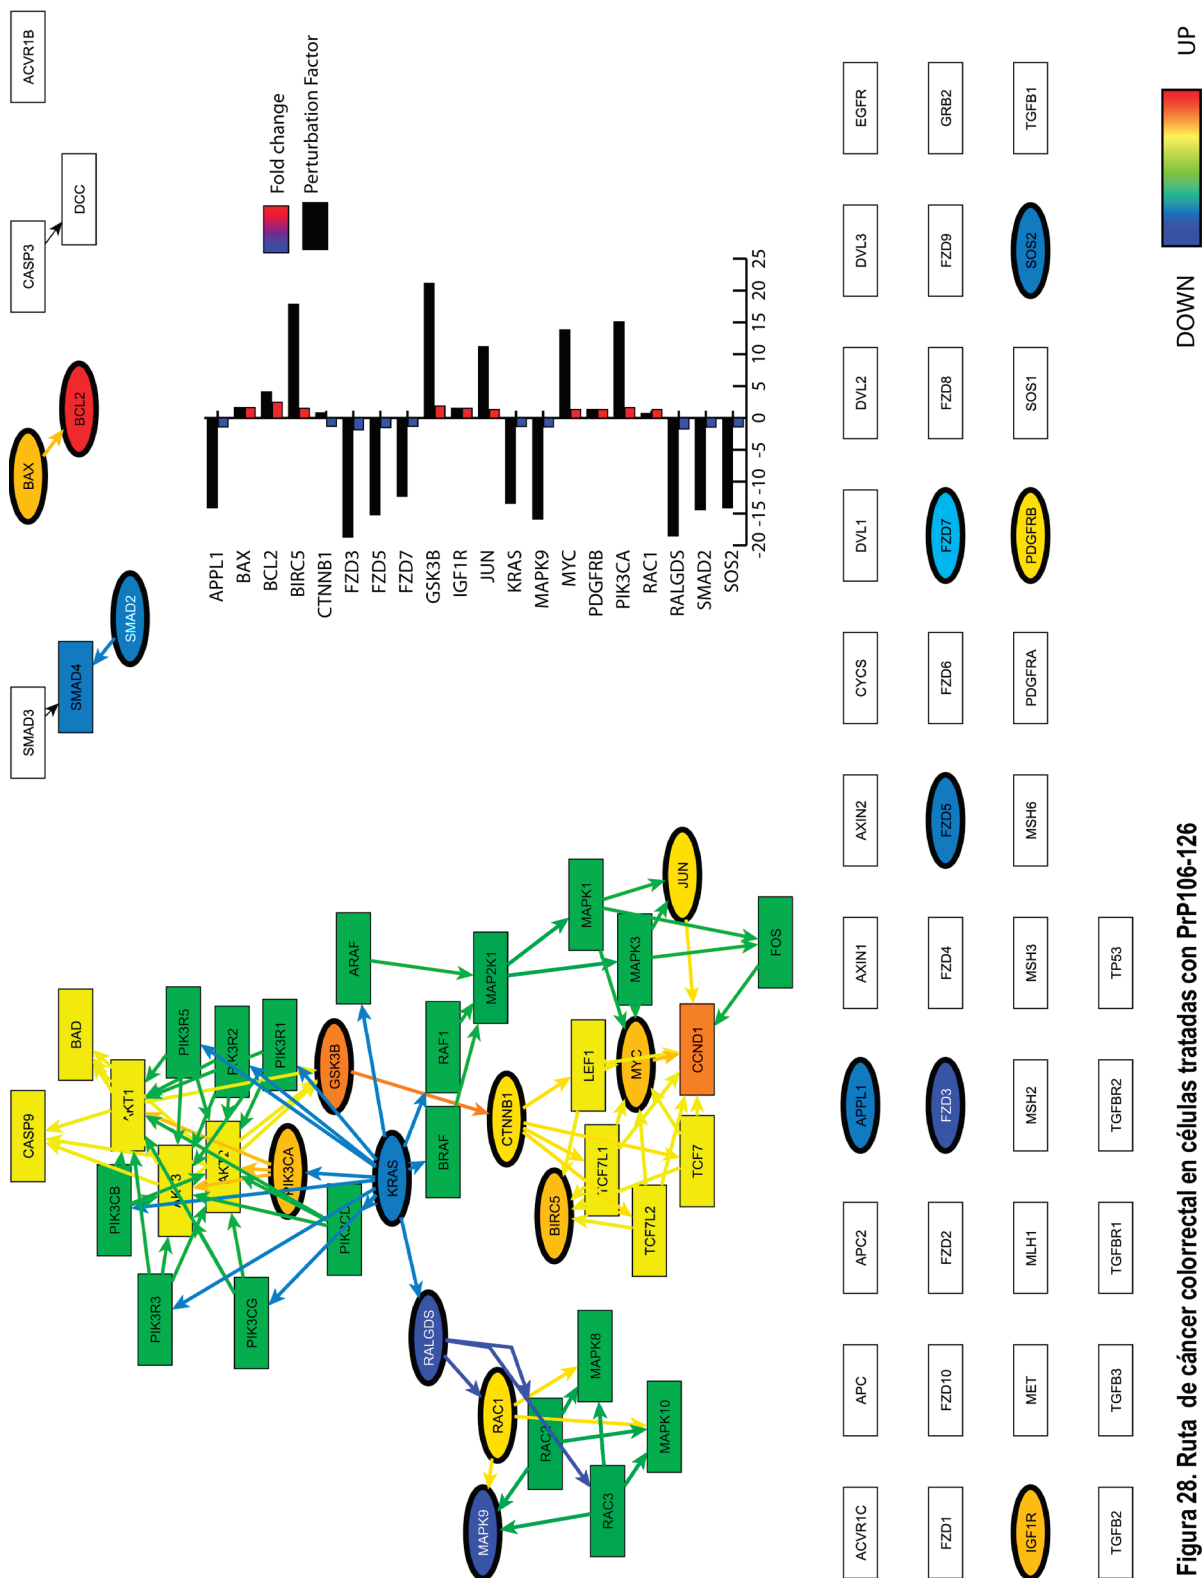 CASP9
BAD
AKT1
PIK3R5
PIK3CB
AKT3
AKT2
PIK3R2
PIK3R1
PIK3R3
PIK3CG
PIK3CA
GSK3B
PIK3CD
KRAS
ARAF
RALGDS
BRAF
RAF1
MAP2K1
MAPK9
RAC1
RAC2
RAC3
MAPK8
MAPK10
CTNNB1
BIRC5
LEF1
TCF7L1
TCF7L2
MYC
TCF7
CCND1
MAPK1
MAPK3
JUN
FOS
SMAD3
SMAD4
SMAD2
BAX
BCL2
CASP3
DCC
ACVR1B
APPL1
BAX
BCL2
BIRC5
CTNNB1
FZD3
FZD5
FZD7
GSK3B
IGF1R
JUN
KRAS
MAPK9
MYC
PDGFRB
PIK3CA
RAC1
RALGDS
SMAD2
SOS2
-20 -15 -10 -5 0 5 10 15 20 25
Fold change
Perturbation Factor
ACVR1C APC APC2 APPL1 AXIN1 AXIN2 CYCS DVL1 DVL2 DVL3 EGFR
FZD1 FZD10 FZD2 FZD3 FZD4 FZD5 FZD6 FZD7 FZD8 FZD9 GRB2
IGF1R MET MLH1 MSH2 MSH3 MSH6 PDGFRA PDGFRB SOS1 SOS2 TGFB1
TGFB2 TGFB3 TGFBR1 TGFBR2 TP53
DOWN UP
Figura 28. Ruta de cáncer colorrectal en células tratadas con PrP106-126